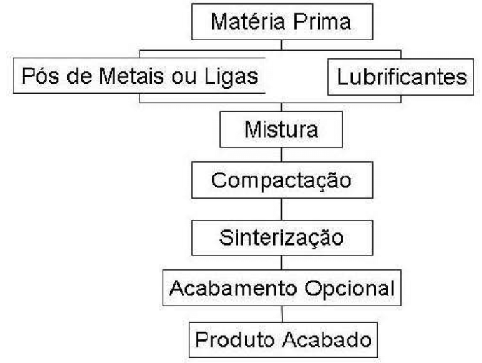 Matéria Prima
Pós de Metais ou Ligas
Lubrificantes
Mistura
Compactação
Sinterização
Acabamento Opcional
Produto Acabado